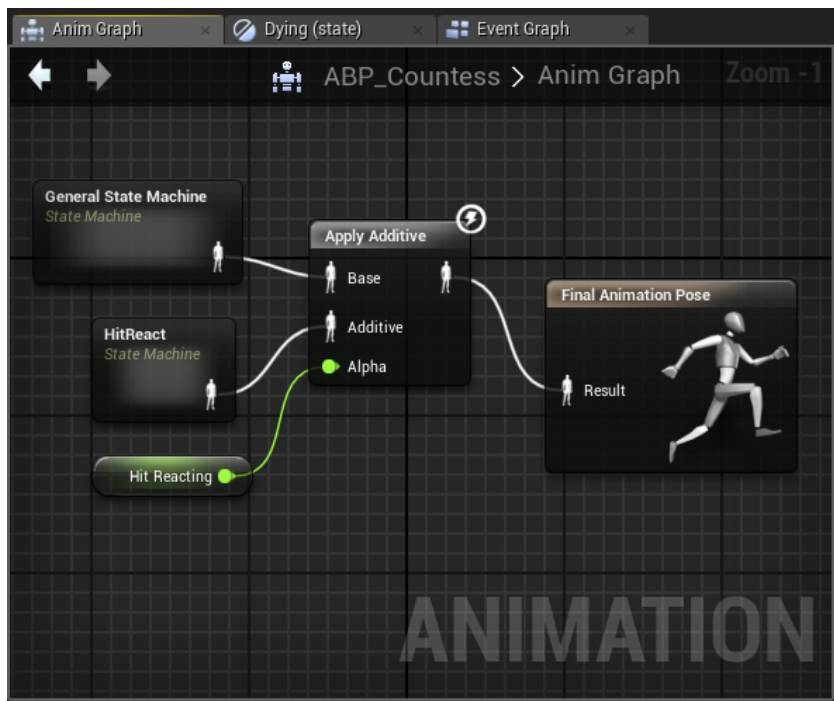 Anim Graph
Dying (state)
Event Graph
ABP_Countess > Anim Graph
Zoom -1
General State Machine
State Machine
Apply Additive
Base
Additive
Alpha
HitReact
State Machine
Hit Reacting
Final Animation Pose
Result
ANIMATION